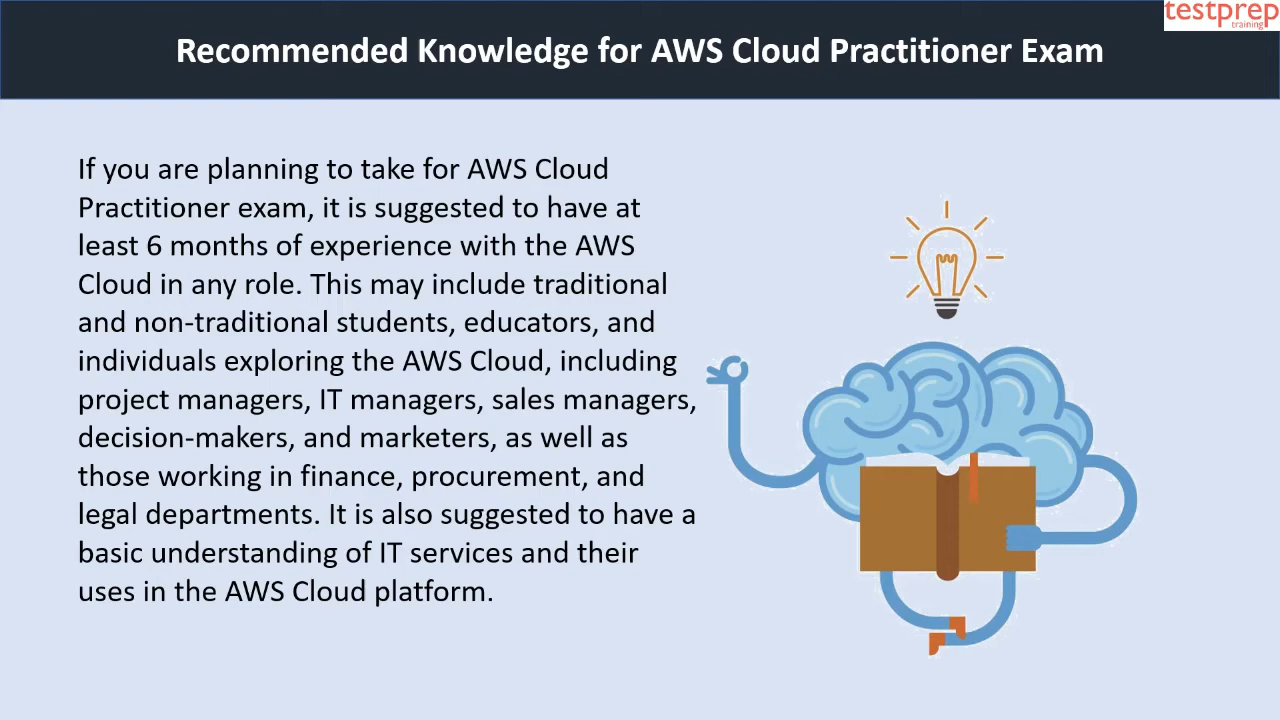 testprep
training
Recommended Knowledge for AWS Cloud Practitioner Exam
If you are planning to take for AWS Cloud
Practitioner exam, it is suggested to have at
least 6 months of experience with the AWS
Cloud in any role. This may include traditional
and non-traditional students, educators, and
individuals exploring the AWS Cloud, including
project managers, IT managers, sales managers,
decision-makers, and marketers, as well as
those working in finance, procurement, and
legal departments. It is also suggested to have a
basic understanding of IT services and their
uses in the AWS Cloud platform.